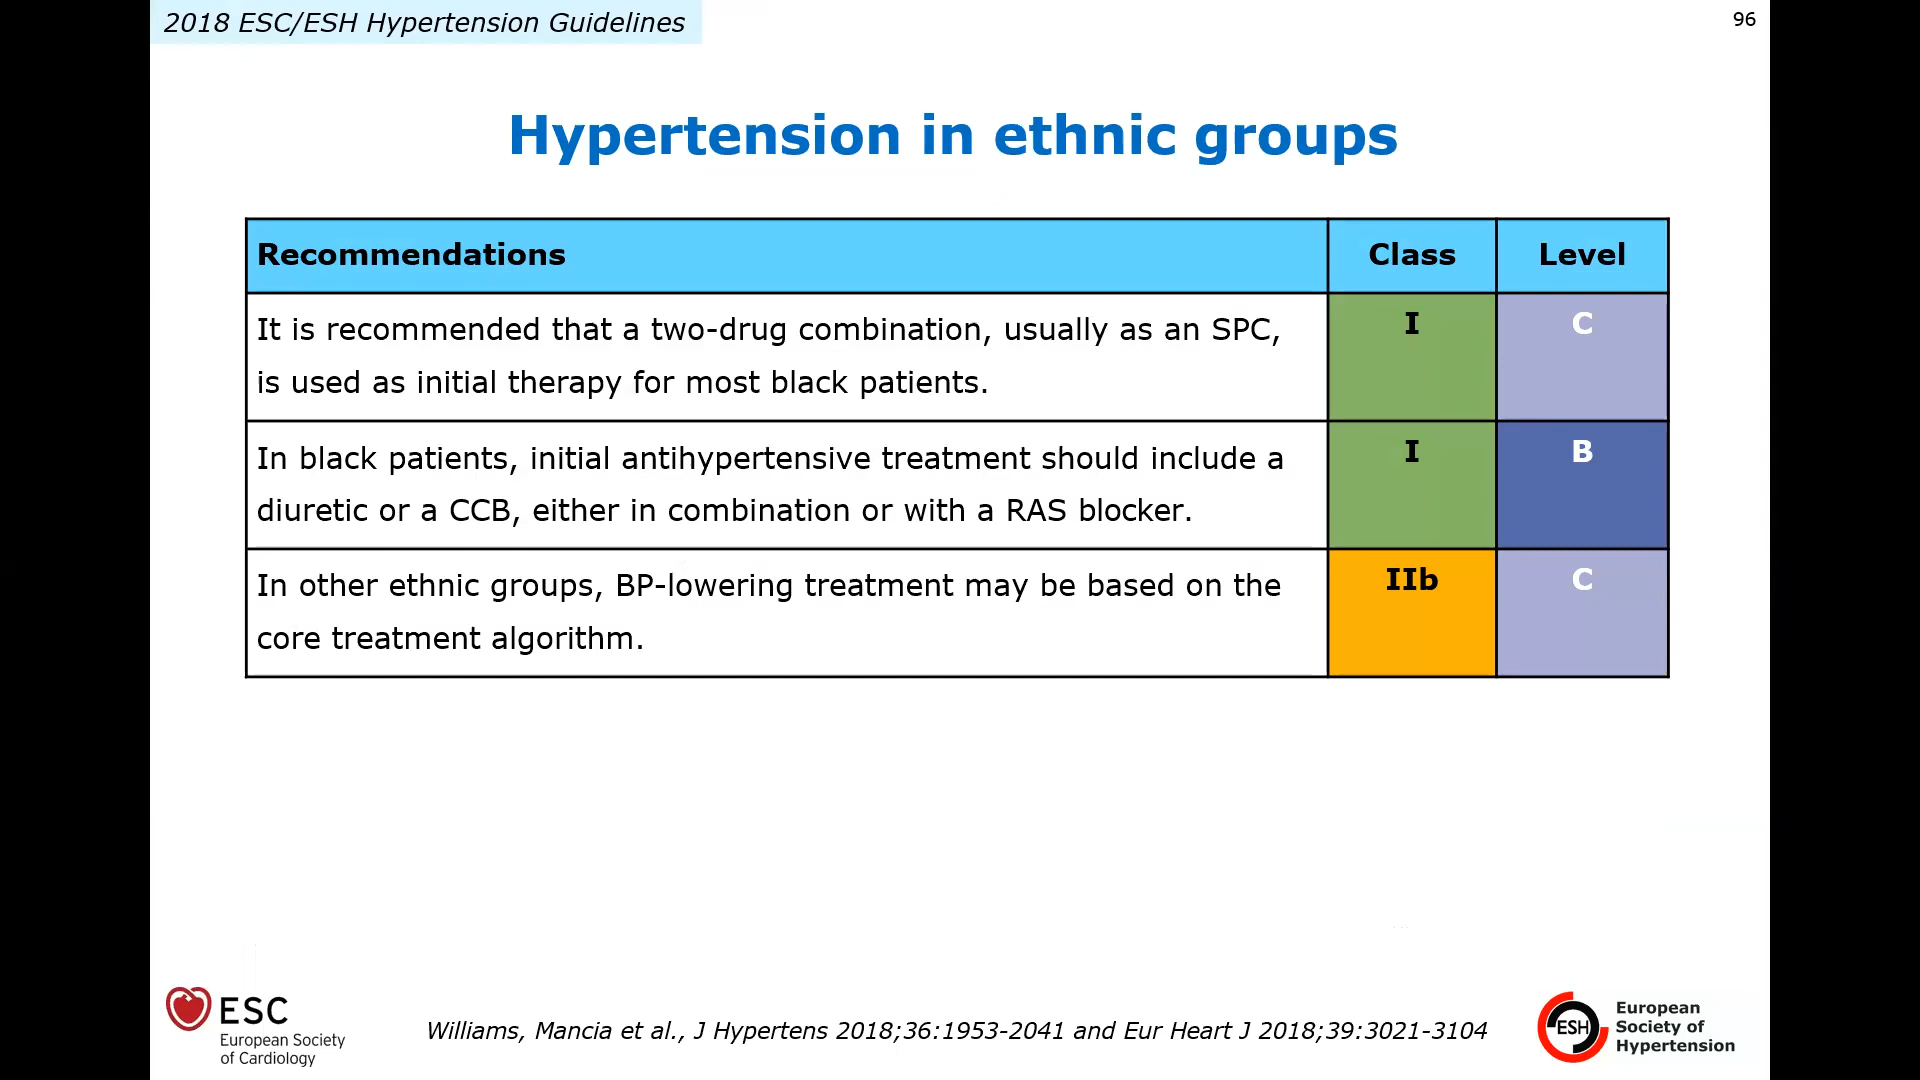 2018 ESC/ESH Hypertension Guidelines
96
Hypertension in ethnic groups
Recommendations Class Level
It is recommended that a two-drug combination, usually as an SPC, I C
is used as initial therapy for most black patients.
In black patients, initial antihypertensive treatment should include a I B
diuretic or a CCB, either in combination or with a RAS blocker.
In other ethnic groups, BP-lowering treatment may be based on the IIb C
core treatment algorithm.
ESC
European Society
of Cardiology
Williams, Mancia et al., J Hypertens 2018;36:1953-2041 and Eur Heart J 2018;39:3021-3104
ESH
European
Society of
Hypertension